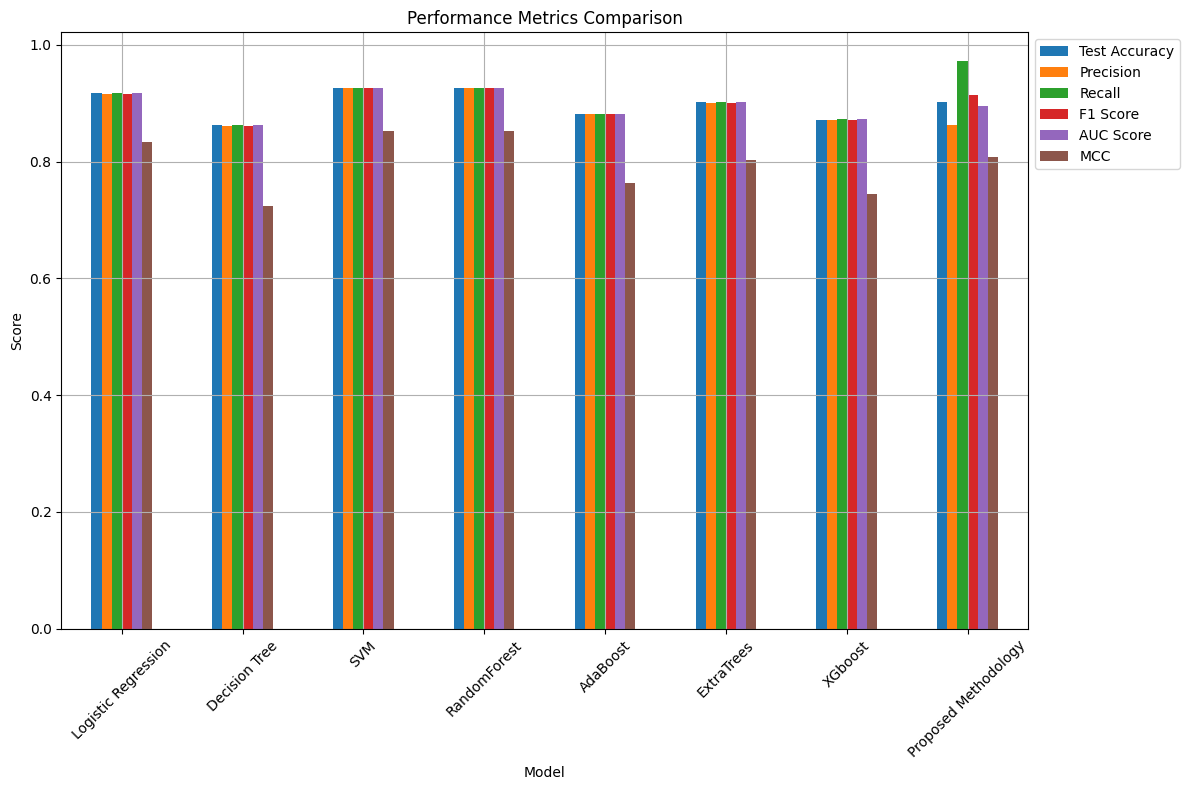 Performance Metrics Comparison
1.0
0.8
0.6
0.4
0.2
0.0
Score
Logistic Regression
Decision Tree
SVM
RandomForest
AdaBoost
ExtraTrees
XGboost
Proposed Methodology
Model
Test Accuracy
Precision
Recall
F1 Score
AUC Score
MCC